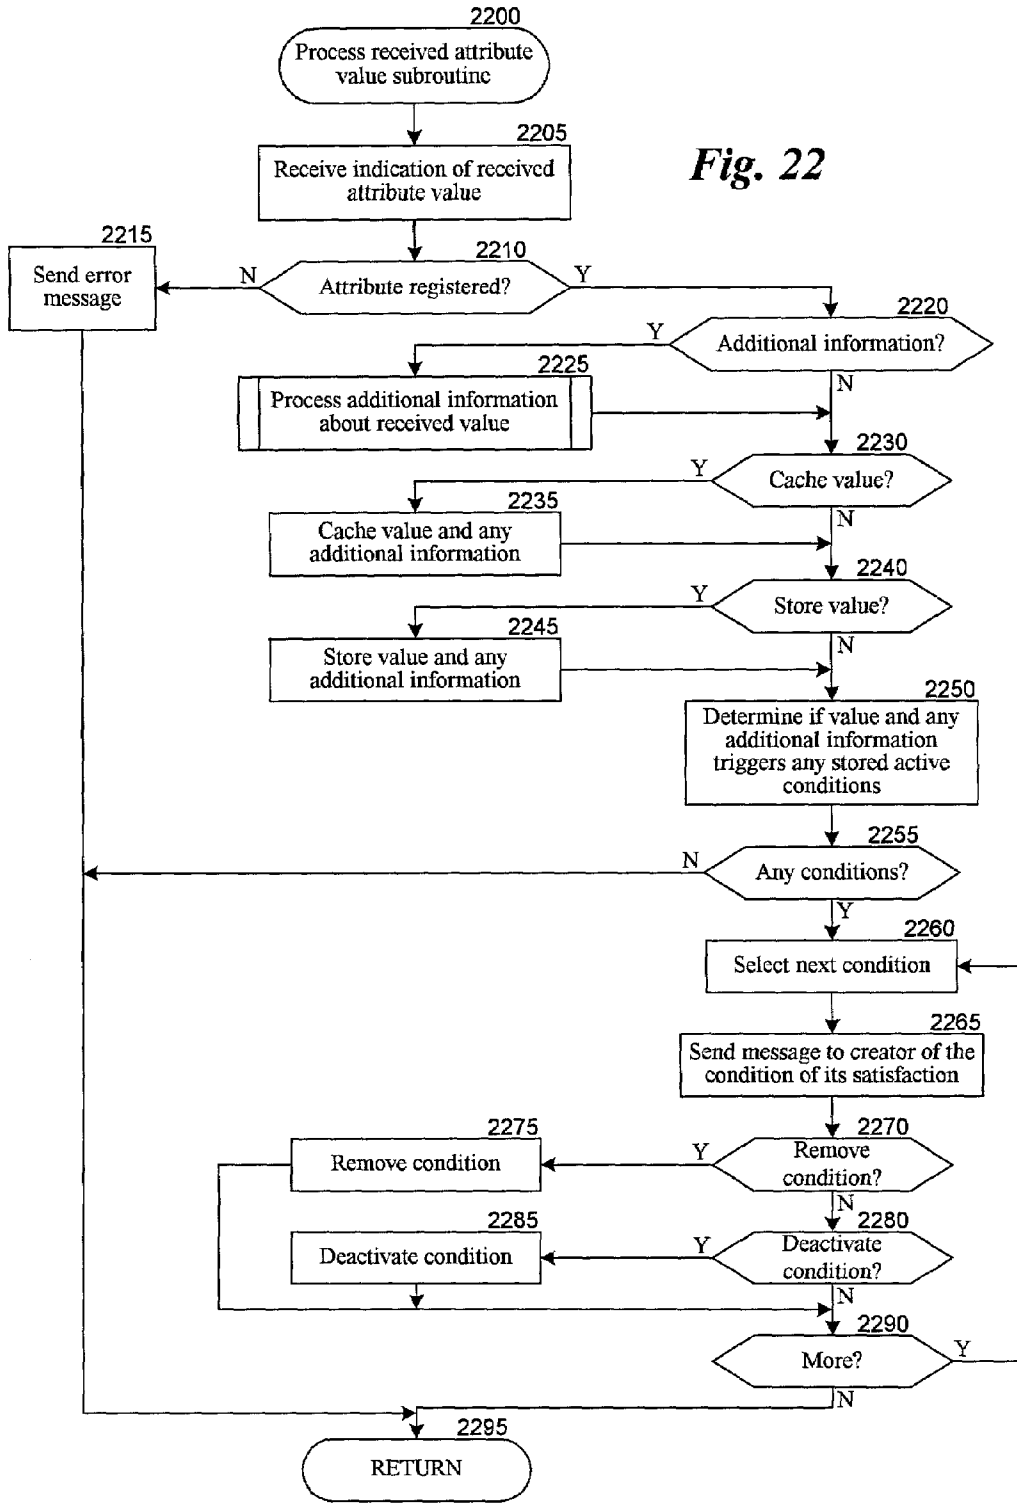 2200
Process received attribute
value subroutine
2205
Receive indication of received
attribute value
Fig. 22
2215
Send error
message
N
2210
Attribute registered?
Y
2220
Additional information?
Y
N
2225
Process additional information
about received value
2230
Cache value?
Y
N
2235
Cache value and any
additional information
2240
Store value?
Y
N
2245
Store value and any
additional information
2250
Determine if value and any
additional information
triggers any stored active
conditions
2255
Any conditions?
N
Y
2260
Select next condition
2265
Send message to creator of the
condition of its satisfaction
2270
Remove
condition?
Y
N
2275
Remove condition
2280
Deactivate
condition?
Y
N
2285
Deactivate condition
2290
More?
Y
N
2295
RETURN